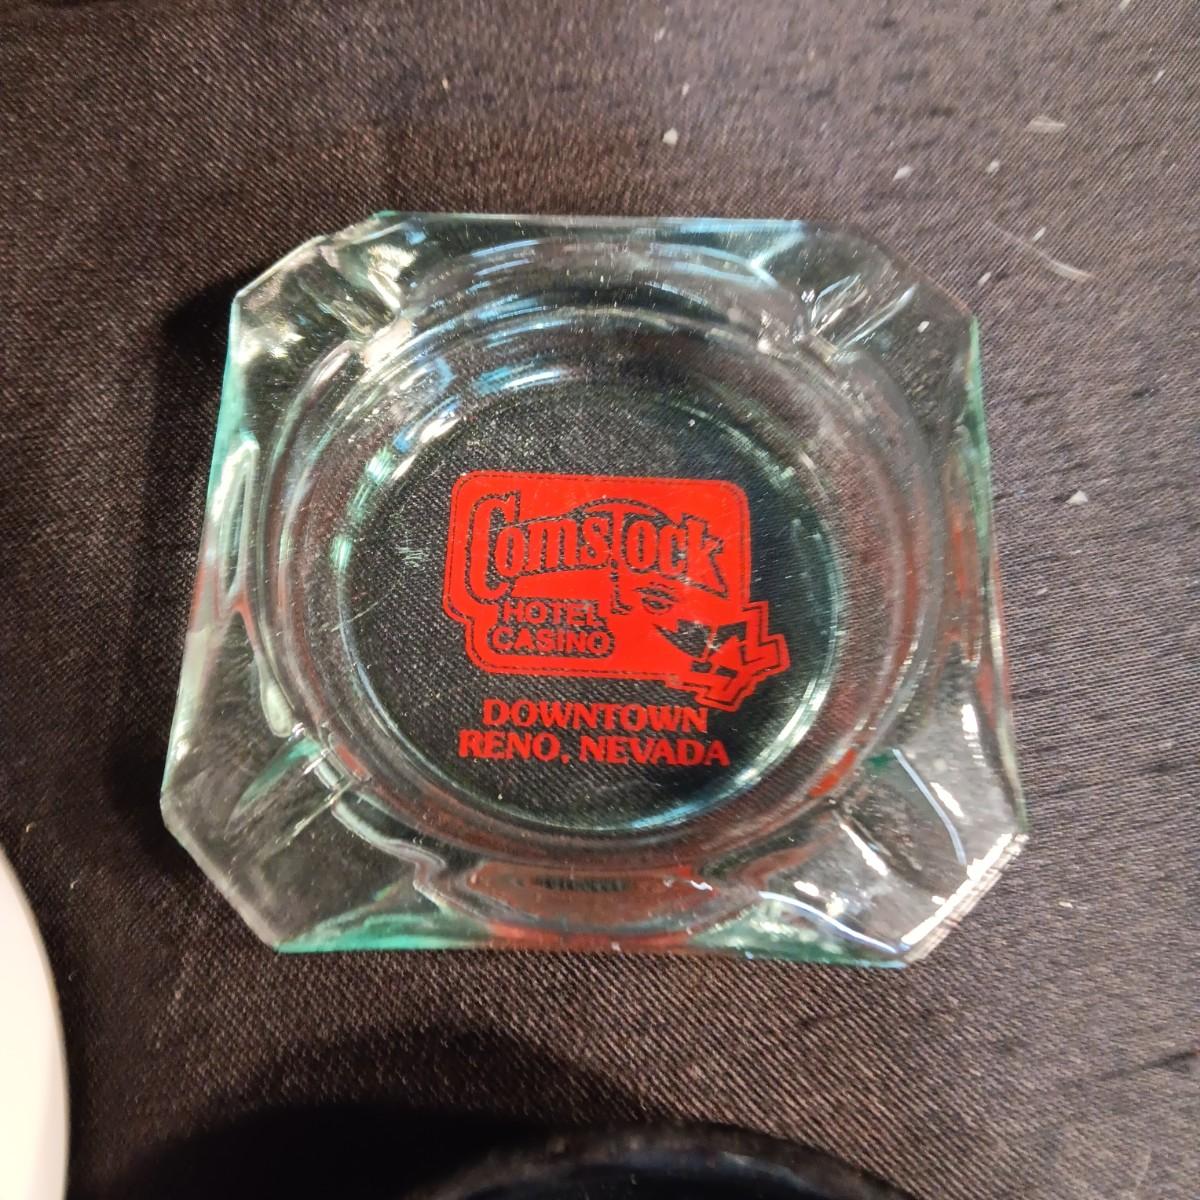 Comstock
HOTEL
CASINO
DOWNTOWN
RENO, NEVADA